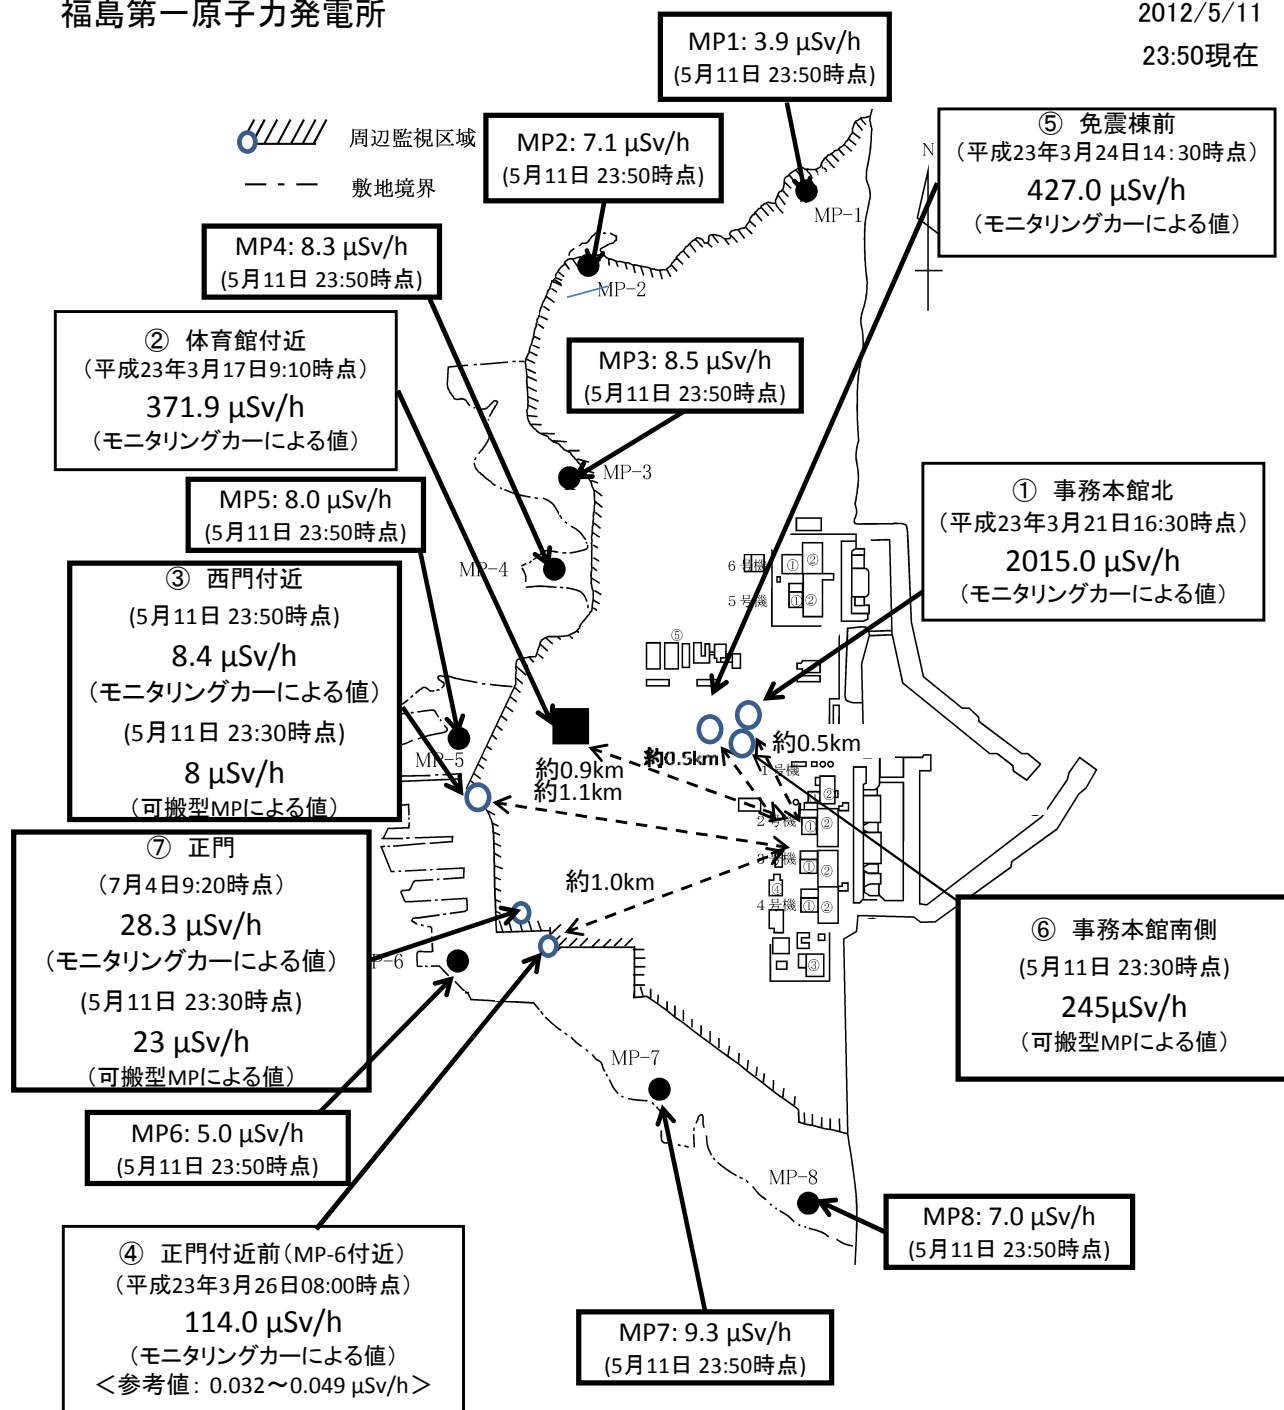 福島第一原子力発電所
2012/5/11
23:50現在
MP1: 3.9 µSv/h
(5月11日 23:50時点)
周辺監視区域
敷地境界
MP2: 7.1 µSv/h
(5月11日 23:50時点)
⑤ 免震棟前
（平成23年3月24日14:30時点）
427.0 µSv/h
（モニタリングカーによる値）
N
MP-1
MP4: 8.3 µSv/h
(5月11日 23:50時点)
MP-2
② 体育館付近
（平成23年3月17日9:10時点）
371.9 µSv/h
（モニタリングカーによる値）
MP3: 8.5 µSv/h
(5月11日 23:50時点)
MP-3
MP5: 8.0 µSv/h
(5月11日 23:50時点)
① 事務本館北
（平成23年3月21日16:30時点）
2015.0 µSv/h
（モニタリングカーによる値）
MP-4
6号機
① ②
5号機
① ②
③ 西門付近
(5月11日 23:50時点)
8.4 µSv/h
（モニタリングカーによる値）
(5月11日 23:30時点)
8 µSv/h
（可搬型MPによる値）
⑤
MP-5
約0.9km
約1.1km
約0.5km
約0.5km
1号機
① ②
2号機
① ②
3号機
① ②
④
4号機
① ②
③
約1.0km
⑦ 正門
(7月4日9:20時点)
28.3 µSv/h
（モニタリングカーによる値）
(5月11日 23:30時点)
23 µSv/h
（可搬型MPによる値）
P-6
⑥ 事務本館南側
(5月11日 23:30時点)
245µSv/h
（可搬型MPによる値）
MP-7
MP6: 5.0 µSv/h
(5月11日 23:50時点)
MP-8
MP8: 7.0 µSv/h
(5月11日 23:50時点)
④ 正門付近前（MP-6付近）
（平成23年3月26日08:00時点）
114.0 µSv/h
（モニタリングカーによる値）
＜参考値： 0.032～0.049 µSv/h＞
MP7: 9.3 µSv/h
(5月11日 23:50時点)